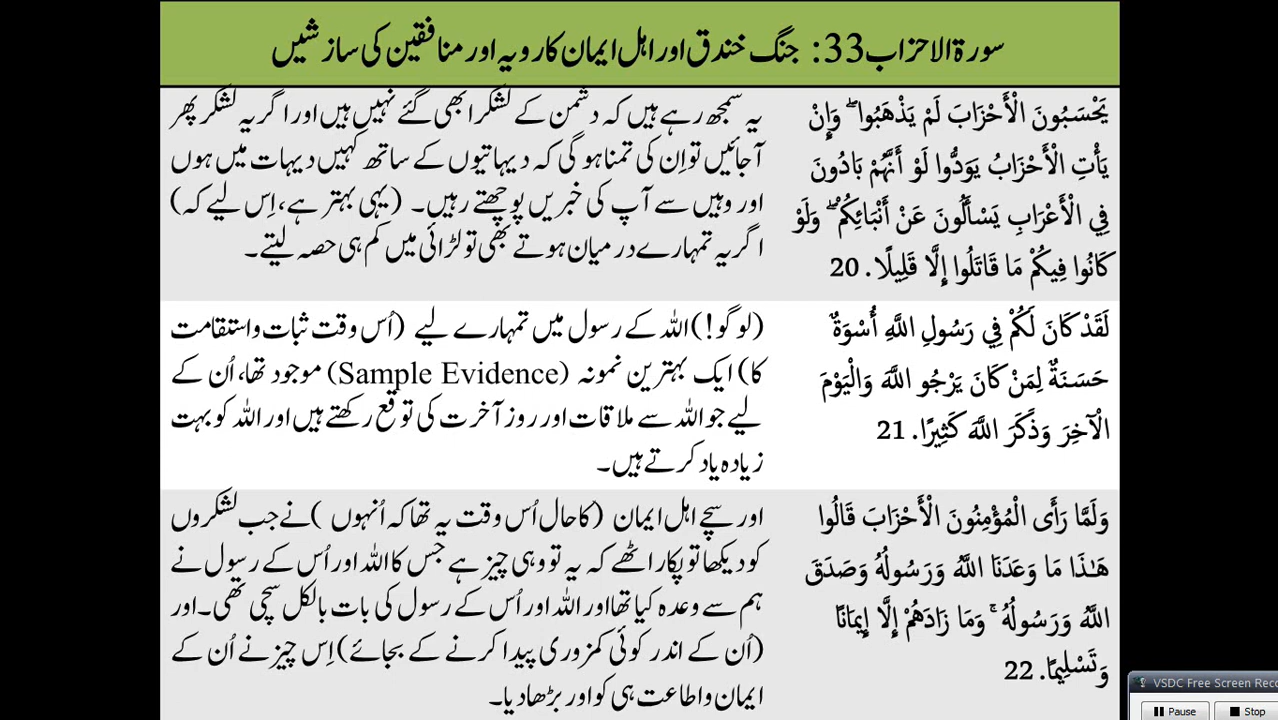 سورۃ الاحزاب 33: جنگ خندق اور اہل ایمان کا رویہ اور منافقین کی سازشیں
يَحْسَبُونَ الْأَحْزَابَ لَمْ يَذْهَبُوا ۖ وَإِنْ
يَأْتِ الْأَحْزَابُ يَوَدُّوا لَوْ أَنَّهُمْ بَادُونَ
فِي الْأَعْرَابِ يَسْأَلُونَ عَنْ أَنْبَائِكُمْ ۖ وَلَوْ
كَانُوا فِيكُمْ مَا قَاتَلُوا إِلَّا قَلِيلًا. 20
یہ سمجھ رہے ہیں کہ دشمن کے لشکر ابھی گئے نہیں ہیں اور اگر یہ لشکر پھر
آجائیں تو اِن کی تمنا ہو گی کہ دیہاتیوں کے ساتھ کہیں دیہات میں ہوں
اور وہیں سے آپ کی خبریں پوچھتے رہیں۔ (یہی بہتر ہے، اِس لیے کہ)
اگر یہ تمہارے درمیان ہوتے بھی تو لڑائی میں کم ہی حصہ لیتے۔
لَقَدْ كَانَ لَكُمْ فِي رَسُولِ اللَّهِ أُسْوَةٌ
حَسَنَةٌ لِمَنْ كَانَ يَرْجُو اللَّهَ وَالْيَوْمَ
الْآخِرَ وَذَكَرَ اللَّهَ كَثِيرًا. 21
(لوگو!) اللہ کے رسول میں تمہارے لیے (اُس وقت ثبات و استقامت
کا) ایک بہترین نمونہ (Sample Evidence) موجود تھا، اُن کے
لیے جو اللہ سے ملاقات اور روز آخرت کی توقع رکھتے ہیں اور اللہ کو بہت
زیادہ یاد کرتے ہیں۔
وَلَمَّا رَأَى الْمُؤْمِنُونَ الْأَحْزَابَ قَالُوا
هَـٰذَا مَا وَعَدَنَا اللَّهُ وَرَسُولُهُ وَصَدَقَ
اللَّهُ وَرَسُولُهُ ۚ وَمَا زَادَهُمْ إِلَّا إِيمَانًا
وَتَسْلِيمًا. 22
اور سچے اہل ایمان (کا حال اُس وقت یہ تھا کہ اُنہوں) نے جب لشکروں
کو دیکھا تو پکار اٹھے کہ یہ تو وہی چیز ہے جس کا اللہ اور اُس کے رسول نے
ہم سے وعدہ کیا تھا اور اللہ اور اُس کے رسول کی بات بالکل سچی تھی۔ اور
(اُن کے اندر کوئی کمزوری پیدا کرنے کے بجائے) اِس چیز نے اُن کے
ایمان و اطاعت ہی کو اور بڑھا دیا۔
VSDC Free Screen Reco
Pause Stop